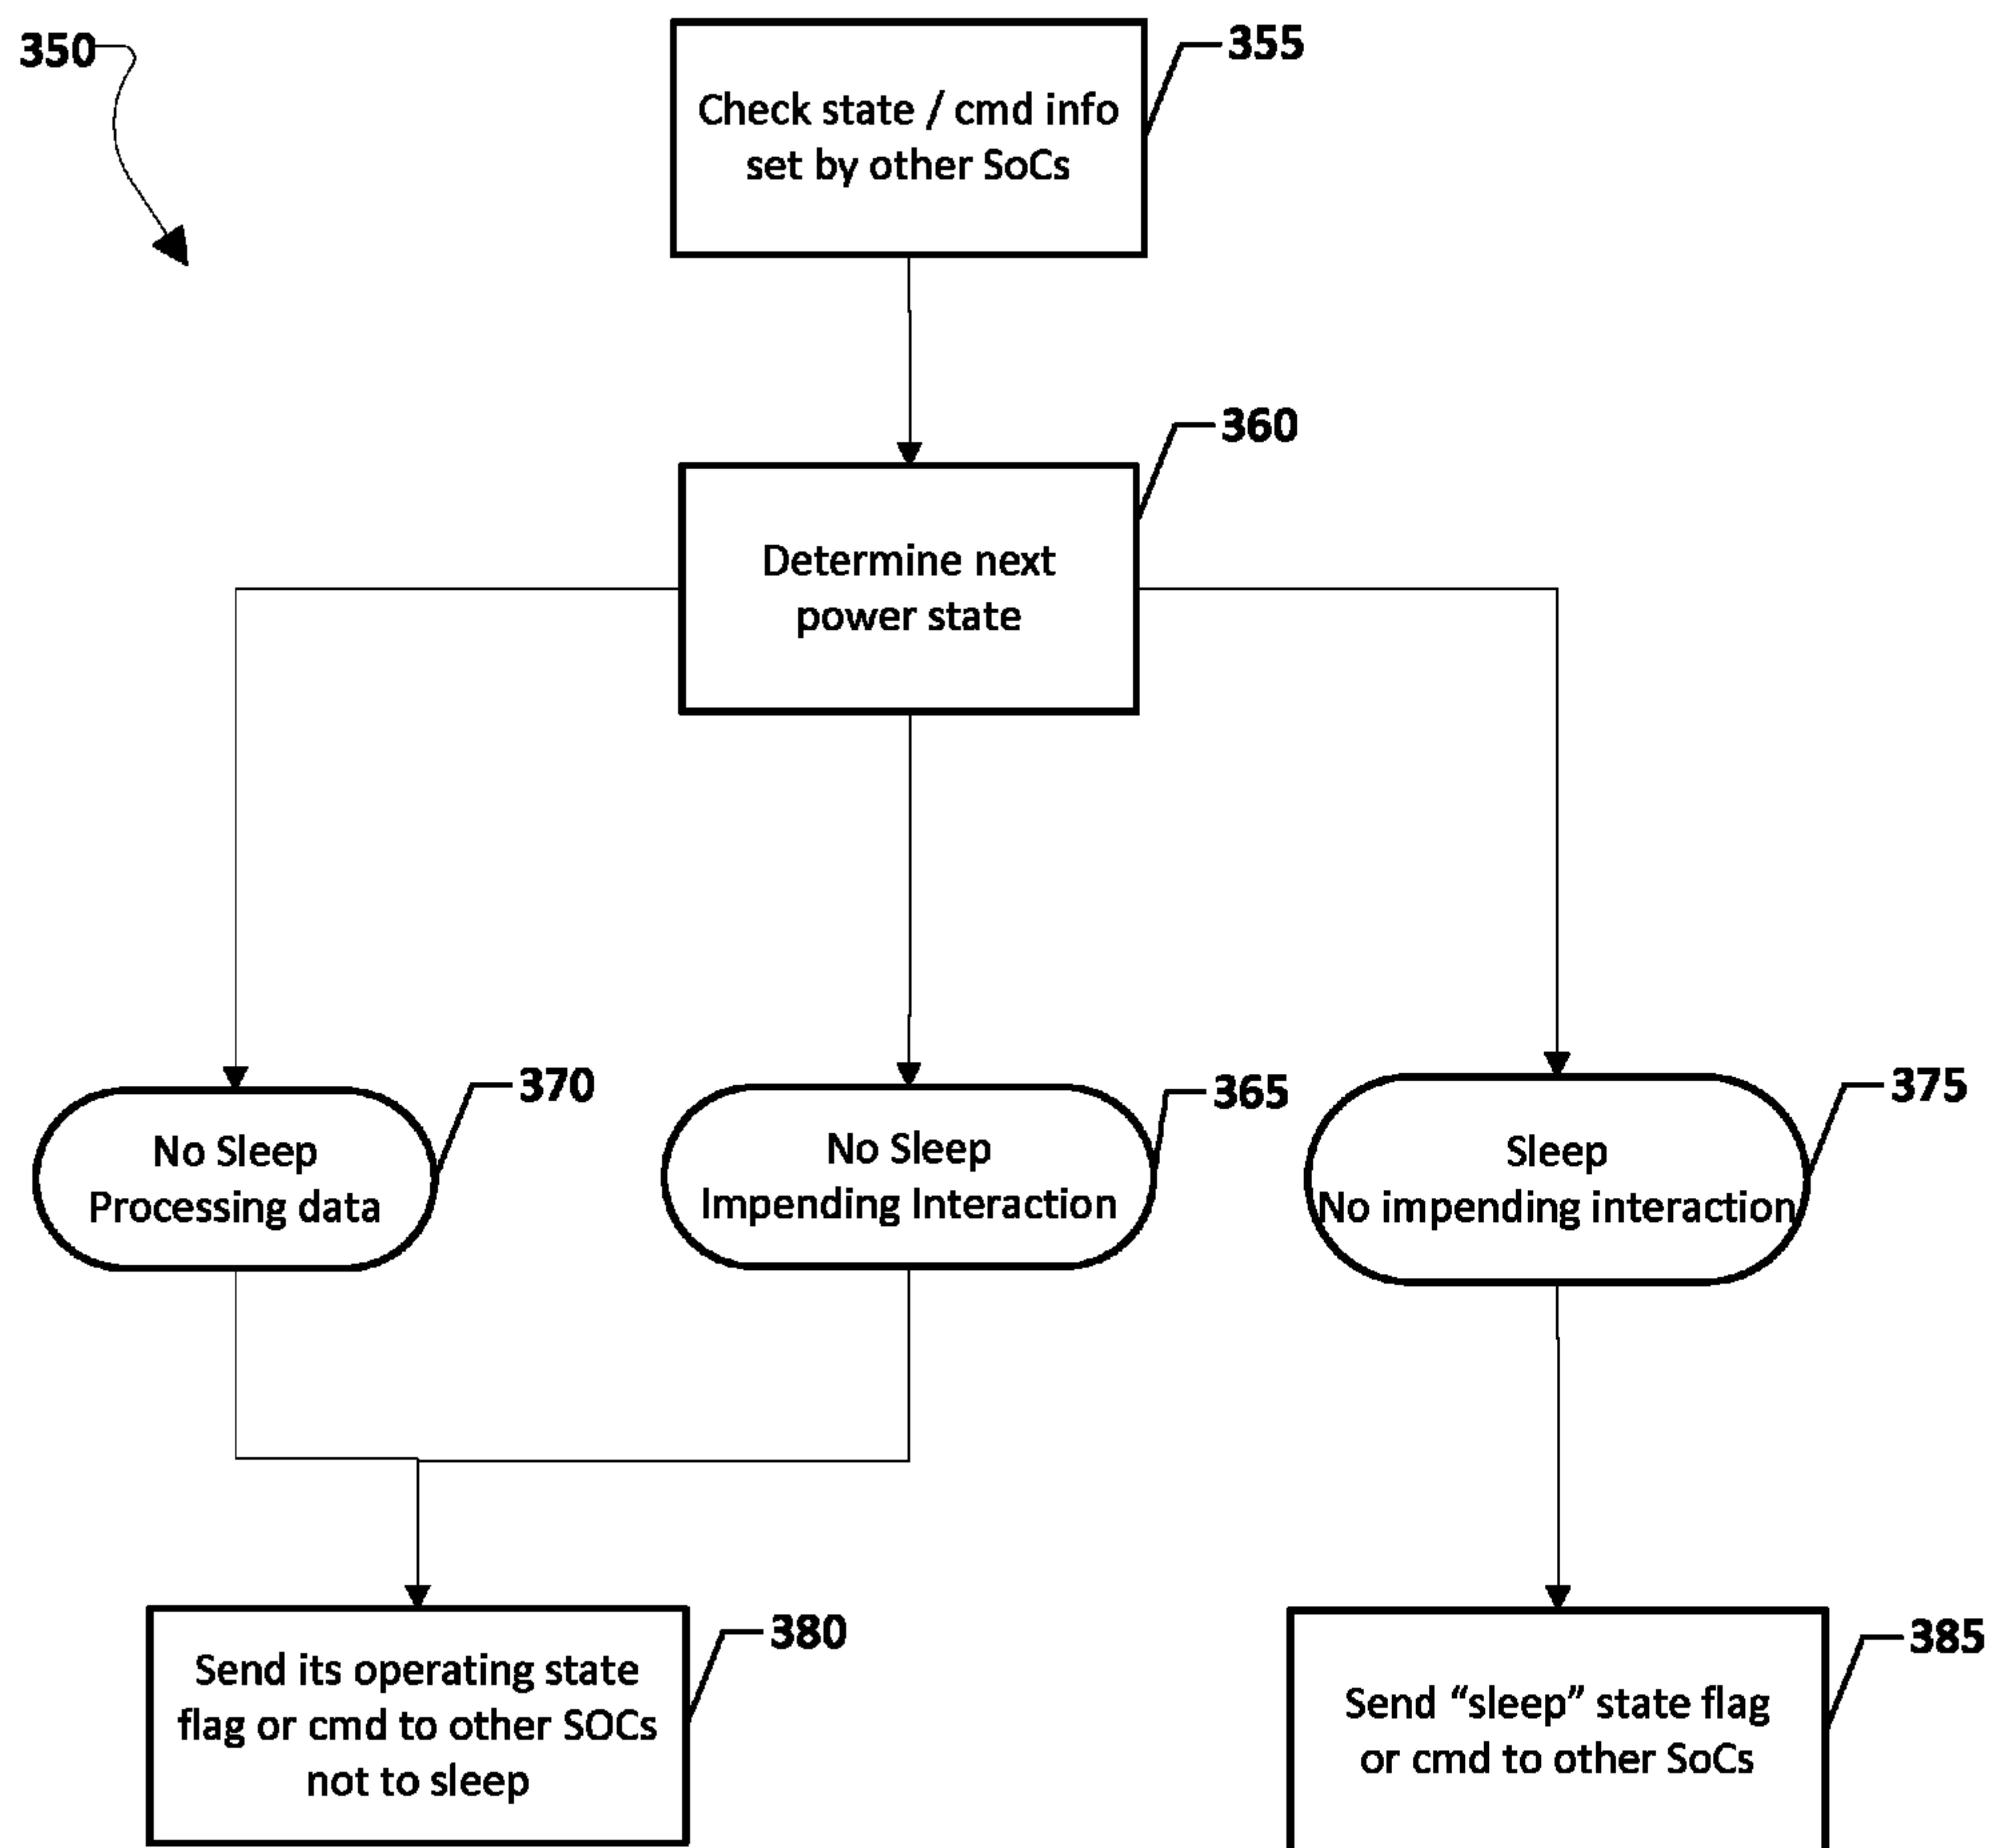 350
355
Check state / cmd info
set by other SoCs
360
Determine next
power state
370
No Sleep
Processing data
365
No Sleep
Impending Interaction
375
Sleep
No impending interaction
380
Send its operating state
flag or cmd to other SOCs
not to sleep
385
Send “sleep” state flag
or cmd to other SoCs